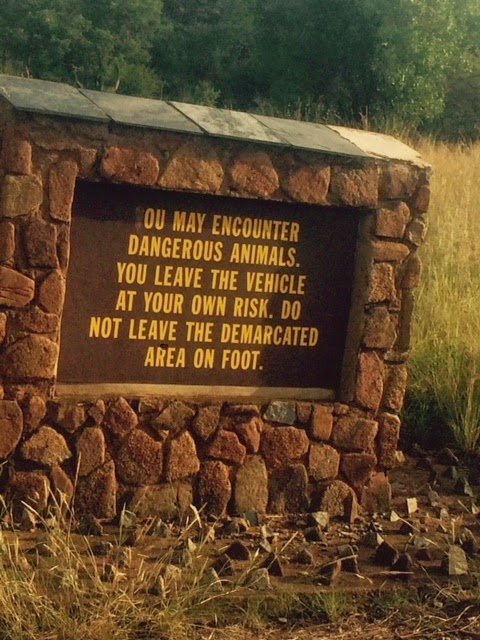 OU MAY ENCOUNTER
DANGEROUS ANIMALS.
YOU LEAVE THE VEHICLE
AT YOUR OWN RISK. DO
NOT LEAVE THE DEMARCATED
AREA ON FOOT.